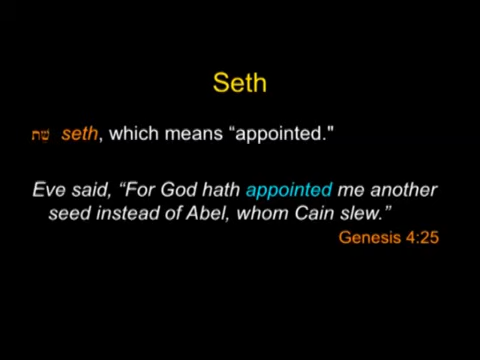 Seth
שת seth, which means “appointed."
Eve said, “For God hath appointed me another
seed instead of Abel, whom Cain slew.”
Genesis 4:25